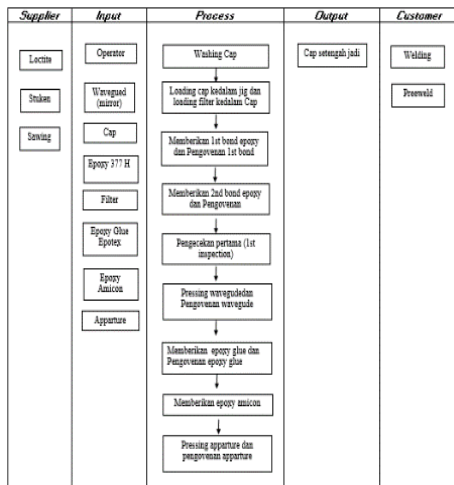 Supplier
Input
Process
Output
Customer
Loctite
Stuken
Sawing
Operator
Wavegued
(mirror)
Cap
Epoxy 377 H
Filter
Epoxy Glue
Epotex
Epoxy
Amicon
Apparture
Washing Cap
Loading cap kedalam jig dan
loading filter kedalam Cap
Memberikan 1st bond epoxy
dan Pengovenan 1st bond
Memberikan 2nd bond epoxy
dan Pengovenan
Pengecekan pertama (1st
inspection)
Pressing wavegudedan
Pengovenan wavegude
Memberikan epoxy glue dan
Pengovenan epoxy glue
Memberikan epoxy amicon
Pressing apparture dan
pengovenan apparture
Cap setengah jadi
Welding
Preeweld